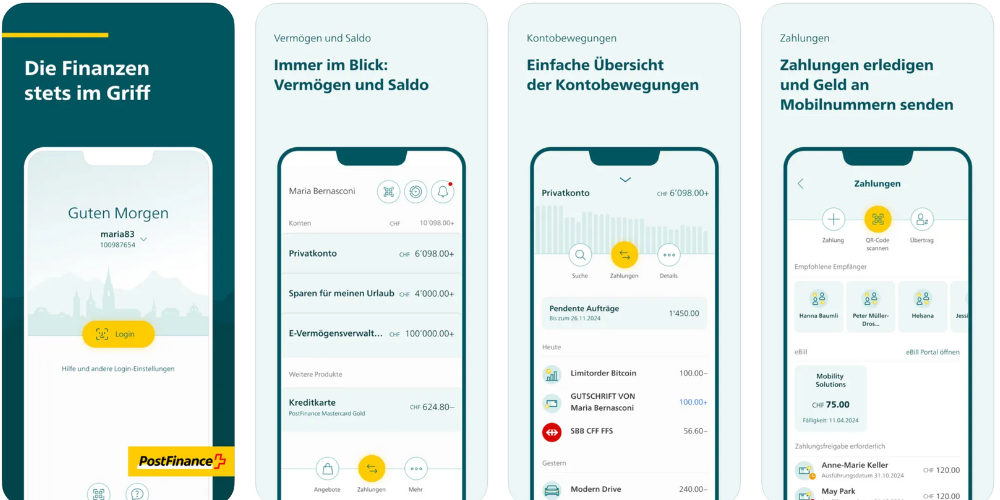 Die Finanzen
stets im Griff
Guten Morgen
maria83
100987654
Login
Hilfe und andere Login-Einstellungen
PostFinance
Vermögen und Saldo
Immer im Blick:
Vermögen und Saldo
Maria Bernasconi
Konten CHF 10'098.00+
Privatkonto CHF 6'098.00+
Sparen für meinen Urlaub CHF 4'000.00+
E-Vermögensverwalt... CHF 100'000.00+
Weitere Produkte
Kreditkarte CHF 624.80–
PostFinance Mastercard Gold
Angebote Zahlungen Mehr
Kontobewegungen
Einfache Übersicht
der Kontobewegungen
Privatkonto CHF 6'098.00+
Suche Zahlungen Details
Pendente Aufträge 1'450.00
Bis zum 26.11.2024
Heute
Limitorder Bitcoin 100.00–
GUTSCHRIFT VON
Maria Bernasconi 100.00+
SBB CFF FFS 56.60–
Gestern
Modern Drive 240.00–
Zahlungen
Zahlungen erledigen
und Geld an
Mobilnummern senden
Zahlungen
Zahlung QR-Code Übertrag
scannen
Empfohlene Empfänger
Hanna Baumli Peter Müller- Helsana Jessi
Dros...
eBill eBill Portal öffnen
Mobility
Solutions
CHF 75.00
Fälligkeit: 11.04.2024
Zahlungsfreigabe erforderlich
Anne-Marie Keller CHF 120.00
Ausführungsdatum 31.10.2024
May Park CHF 120.00